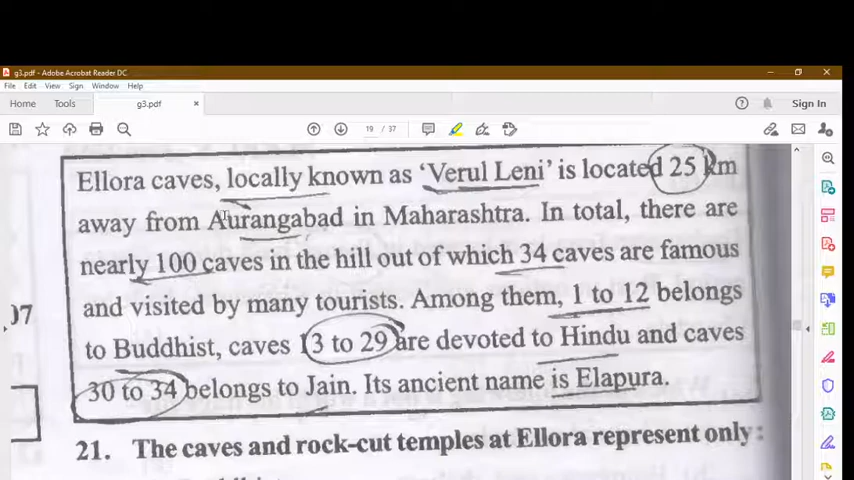 g3.pdf - Adobe Acrobat Reader DC
File Edit View Sign Window Help
Home Tools g3.pdf × Sign In
19 / 37
Ellora caves, locally known as ‘Verul Leni’ is located 25 km
away from Aurangabad in Maharashtra. In total, there are
nearly 100 caves in the hill out of which 34 caves are famous
and visited by many tourists. Among them, 1 to 12 belongs
to Buddhist, caves 13 to 29 are devoted to Hindu and caves
30 to 34 belongs to Jain. Its ancient name is Elapura.
21. The caves and rock-cut temples at Ellora represent only: